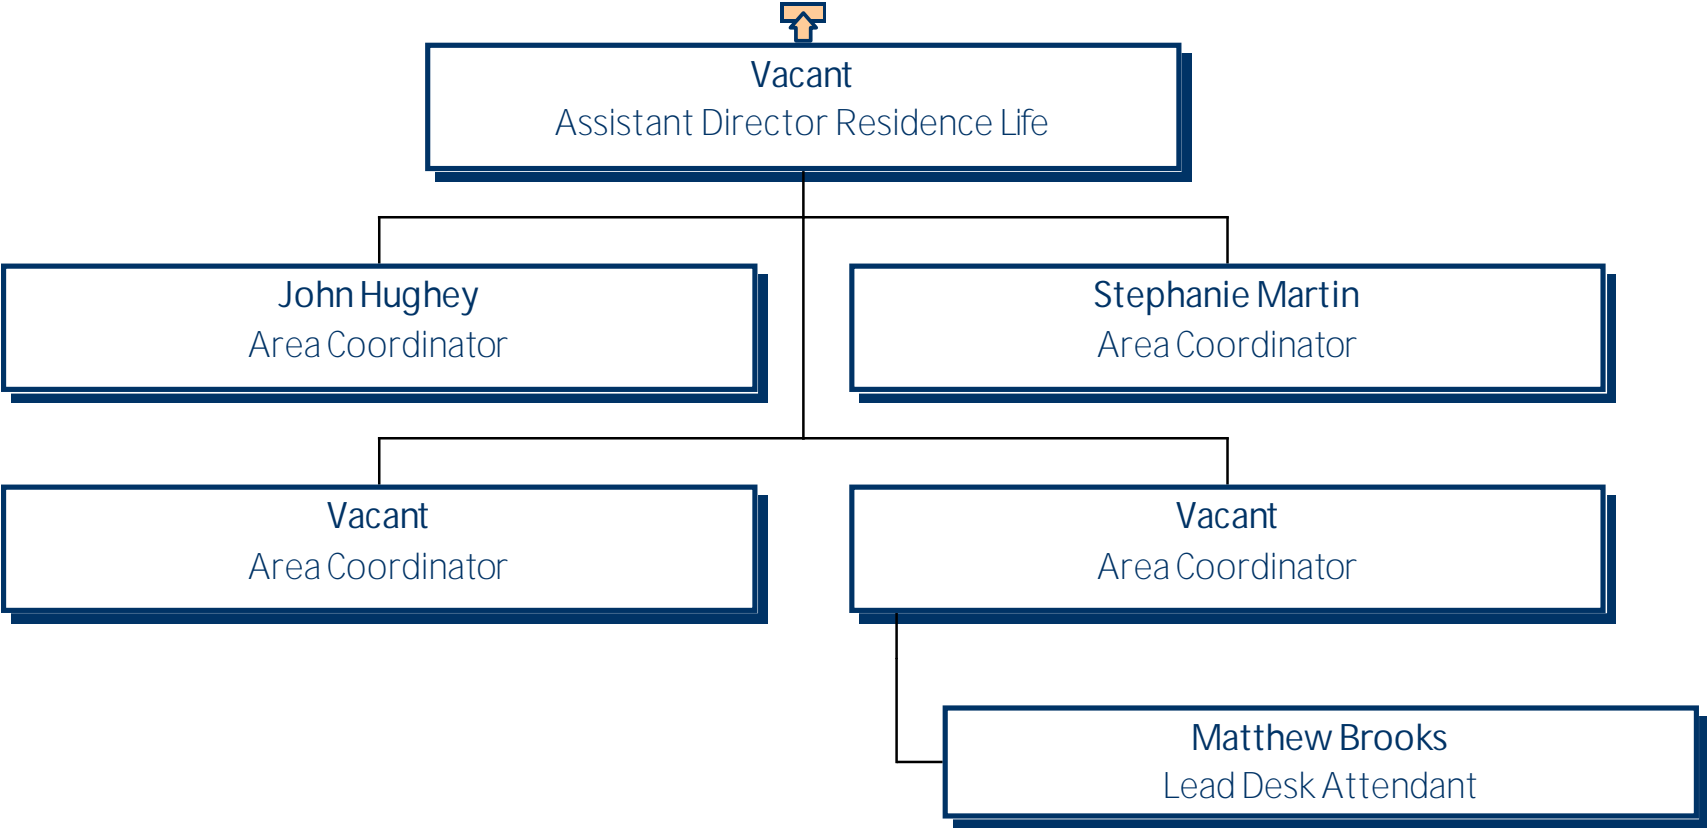 Vacant
Assistant Director Residence Life
John Hughey
Area Coordinator
Stephanie Martin
Area Coordinator
Vacant
Area Coordinator
Vacant
Area Coordinator
Matthew Brooks
Lead Desk Attendant